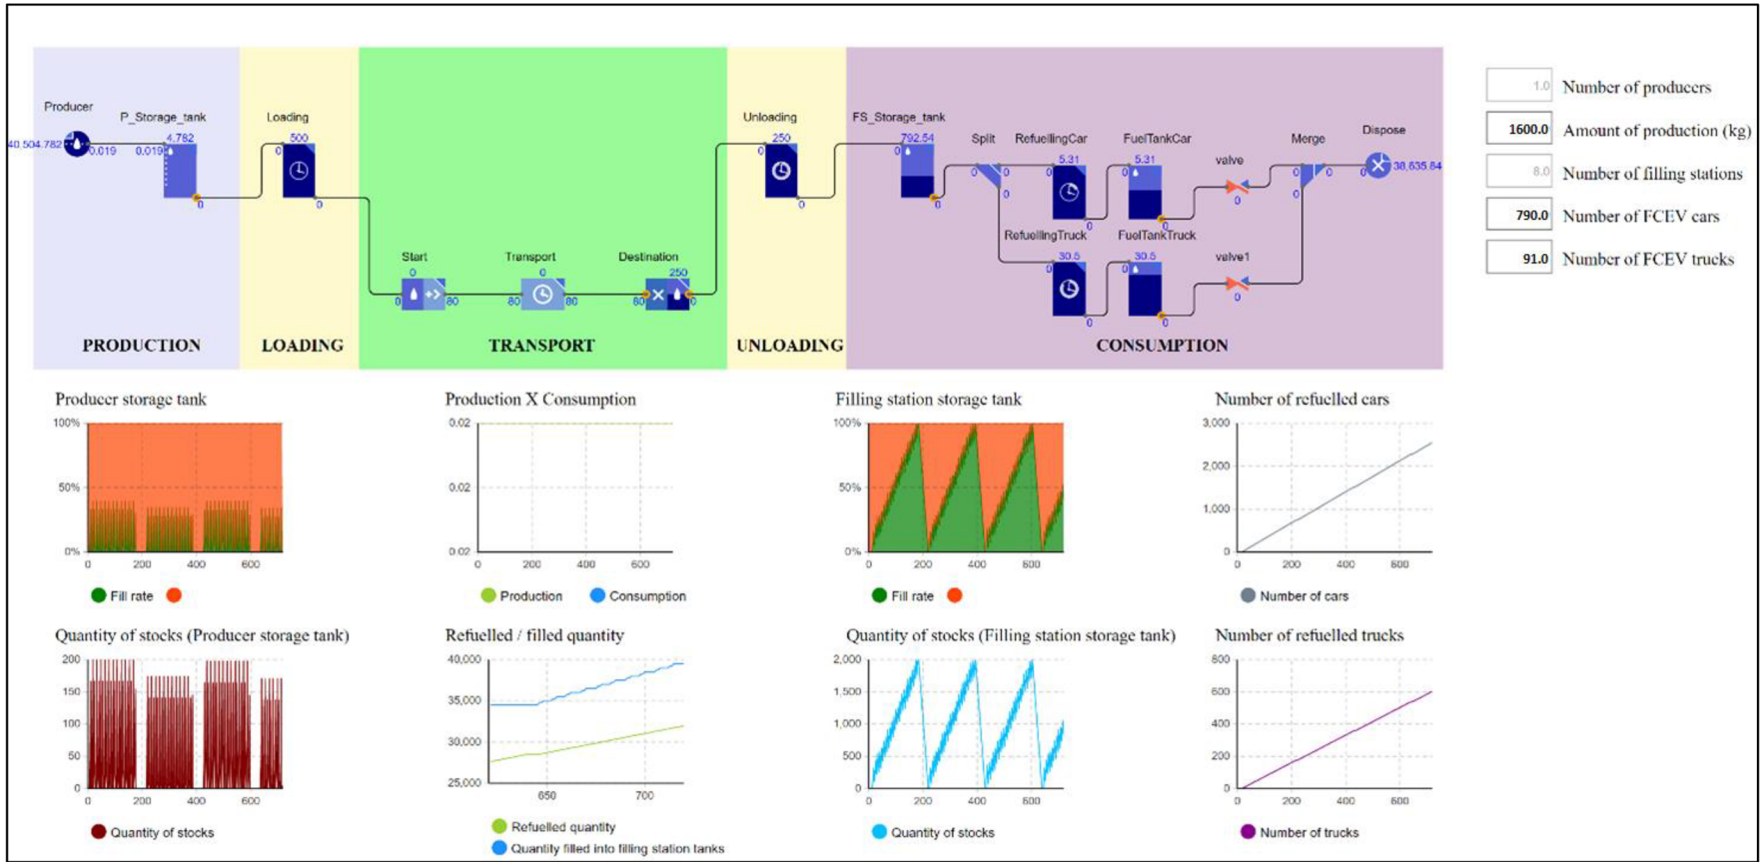 Producer
40,504.782
0.019
P_Storage_tank
4.782
0.019
0
Loading
500
0
0
Start
0
0
80
Transport
0
80
80
Destination
250
80
0
Unloading
250
0
0
FS_Storage_tank
792.54
0
0
Split
0
0
0
RefuellingCar
5.31
0
0
FuelTankCar
5.31
0
0
valve
0
RefuellingTruck
30.5
0
0
FuelTankTruck
30.5
0
0
valve1
0
Merge
0
0
0
0
Dispose
38,635.84
PRODUCTION
LOADING
TRANSPORT
UNLOADING
CONSUMPTION
1.0 Number of producers
1600.0 Amount of production (kg)
8.0 Number of filling stations
790.0 Number of FCEV cars
91.0 Number of FCEV trucks
Producer storage tank
100%
50%
0%
0 200 400 600
Fill rate
Production X Consumption
0.02
0.02
0.02
200 400 600
Production Consumption
Filling station storage tank
100%
50%
0%
0 200 400 600
Fill rate
Number of refuelled cars
3,000
2,000
1,000
0
0 200 400 600
Number of cars
Quantity of stocks (Producer storage tank)
200
150
100
50
0
0 200 400 600
Quantity of stocks
Refuelled / filled quantity
40,000
35,000
30,000
25,000
650 700
Refuelled quantity
Quantity filled into filling station tanks
Quantity of stocks (Filling station storage tank)
2,000
1,500
1,000
500
0
0 200 400 600
Quantity of stocks
Number of refuelled trucks
800
600
400
200
0
0 200 400 600
Number of trucks